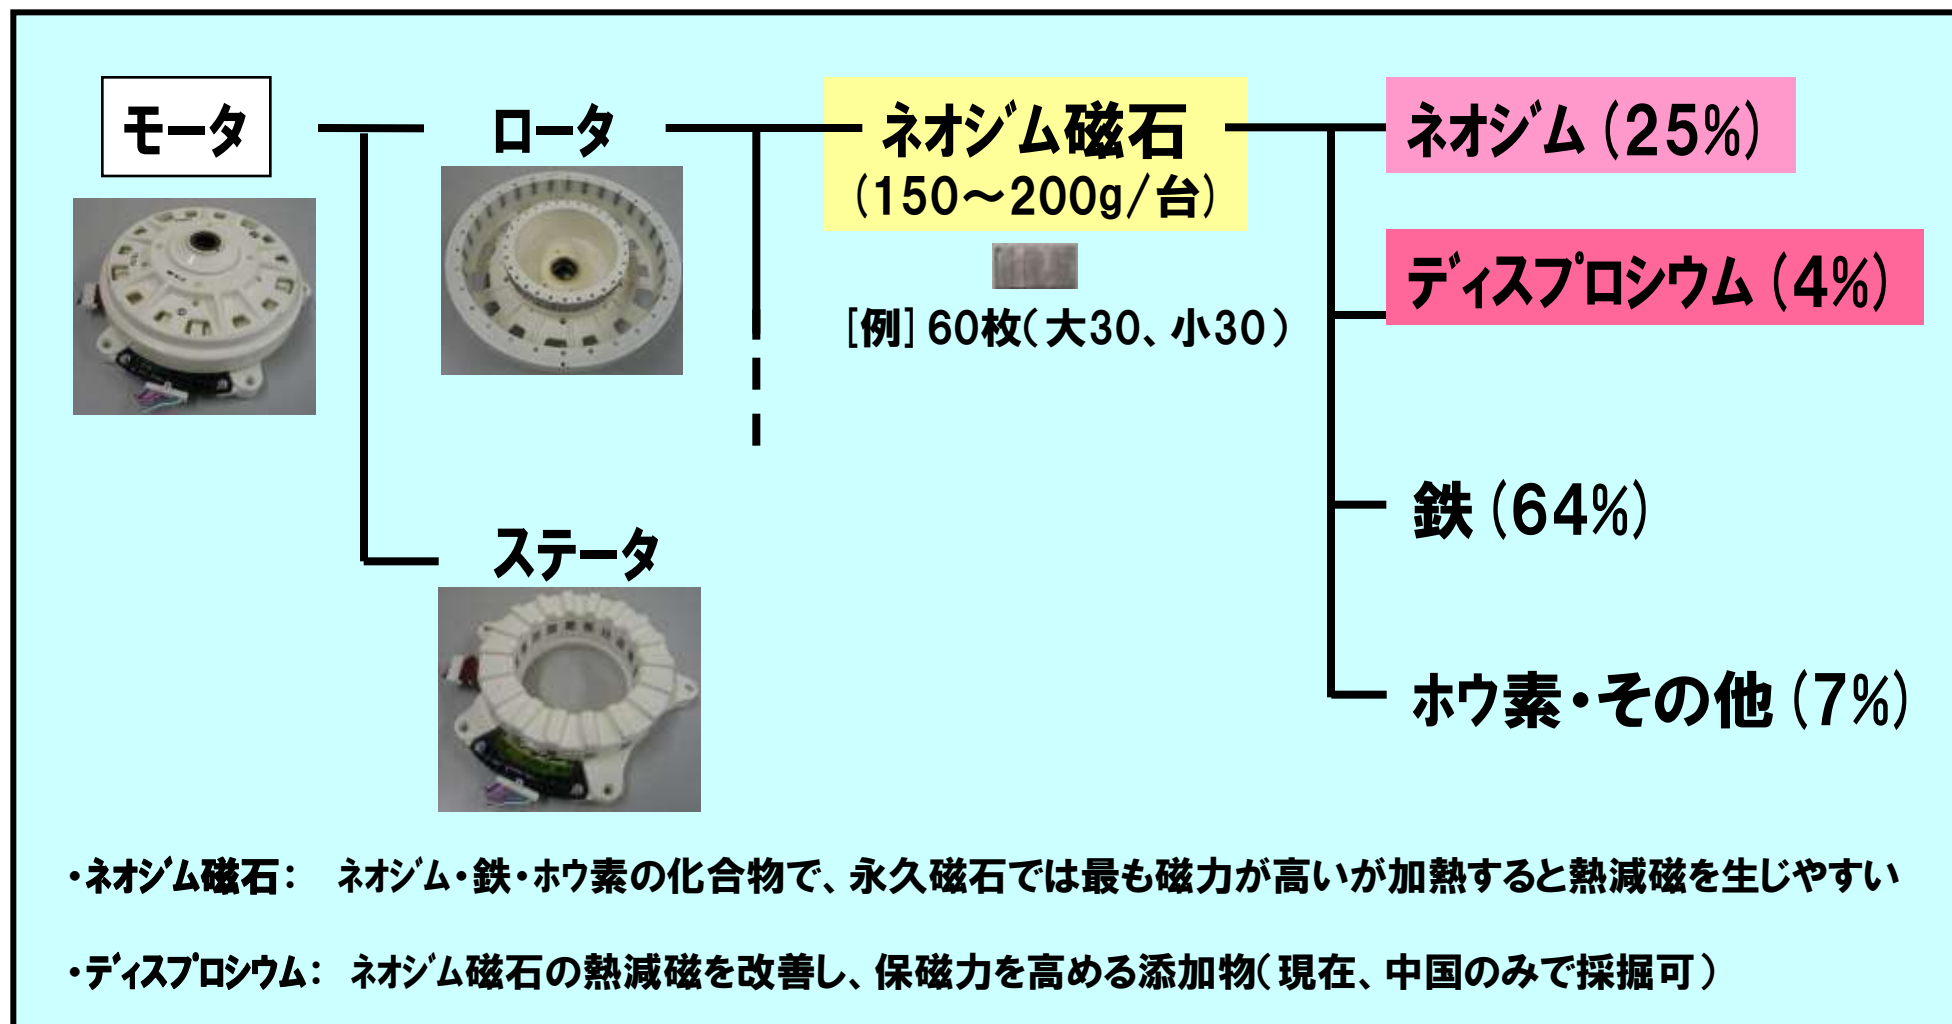 モータ
ロータ
ネオジム磁石
(150～200g/台)
[例] 60枚(大30、小30)
ネオジム(25%)
ディスプロシウム(4%)
鉄(64%)
ホウ素・その他(7%)
ステータ
・ネオジム磁石： ネオジム・鉄・ホウ素の化合物で、永久磁石では最も磁力が高いが加熱すると熱減磁を生じやすい
・ディスプロシウム： ネオジム磁石の熱減磁を改善し、保磁力を高める添加物(現在、中国のみで採掘可)